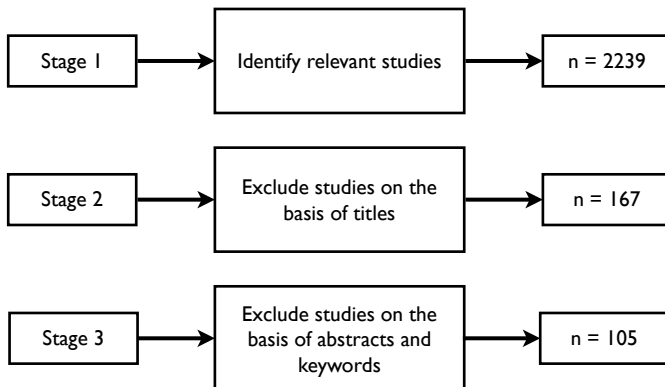 Stage 1
Identify relevant studies
n = 2239
Stage 2
Exclude studies on the
basis of titles
n = 167
Stage 3
Exclude studies on the
basis of abstracts and
keywords
n = 105